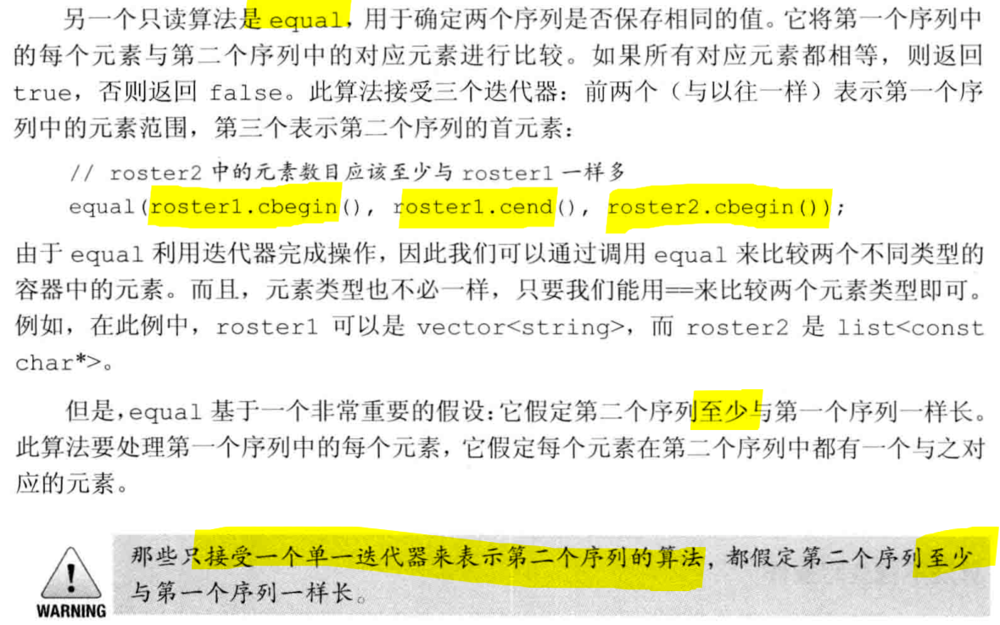 另一个只读算法是 equal，用于确定两个序列是否保存相同的值。它将第一个序列中
的每个元素与第二个序列中的对应元素进行比较。如果所有对应元素都相等，则返回
true，否则返回 false。此算法接受三个迭代器：前两个（与以往一样）表示第一个序
列中的元素范围，第三个表示第二个序列的首元素：
// roster2 中的元素数目应该至少与 roster1 一样多
equal(roster1.cbegin(), roster1.cend(), roster2.cbegin());
由于 equal 利用迭代器完成操作，因此我们可以通过调用 equal 来比较两个不同类型的
容器中的元素。而且，元素类型也不必一样，只要我们能用==来比较两个元素类型即可。
例如，在此例中，roster1 可以是 vector<string>，而 roster2 是 list<const
char*>。
但是，equal 基于一个非常重要的假设：它假定第二个序列至少与第一个序列一样长。
此算法要处理第一个序列中的每个元素，它假定每个元素在第二个序列中都有一个与之对
应的元素。
那些只接受一个单一迭代器来表示第二个序列的算法，都假定第二个序列至少
与第一个序列一样长。
WARNING